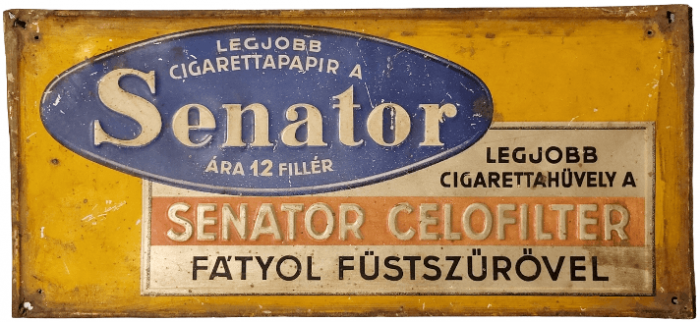 LEGJOBB
CIGARETTAPAPIR A
Senator
ÁRA 12 FILLÉR
LEGJOBB
CIGARETTAHÜVELY A
SENATOR CELOFILTER
FÁTYOL FÜSTSZŰRŐVEL